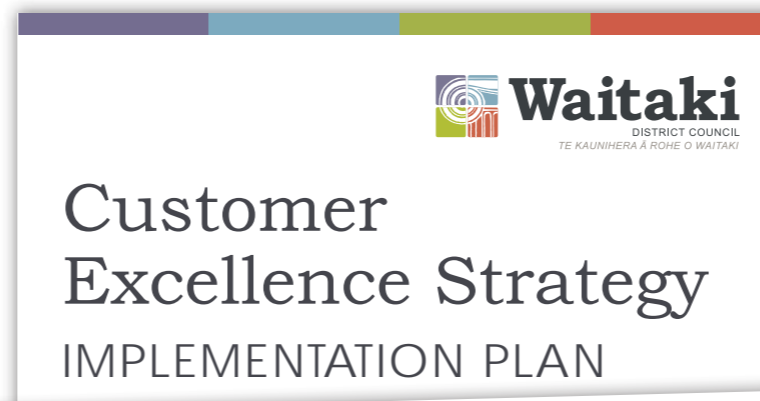 Waitaki
DISTRICT COUNCIL
TE KAUNIHERA Ā ROHE O WAITAKI
Customer
Excellence Strategy
IMPLEMENTATION PLAN